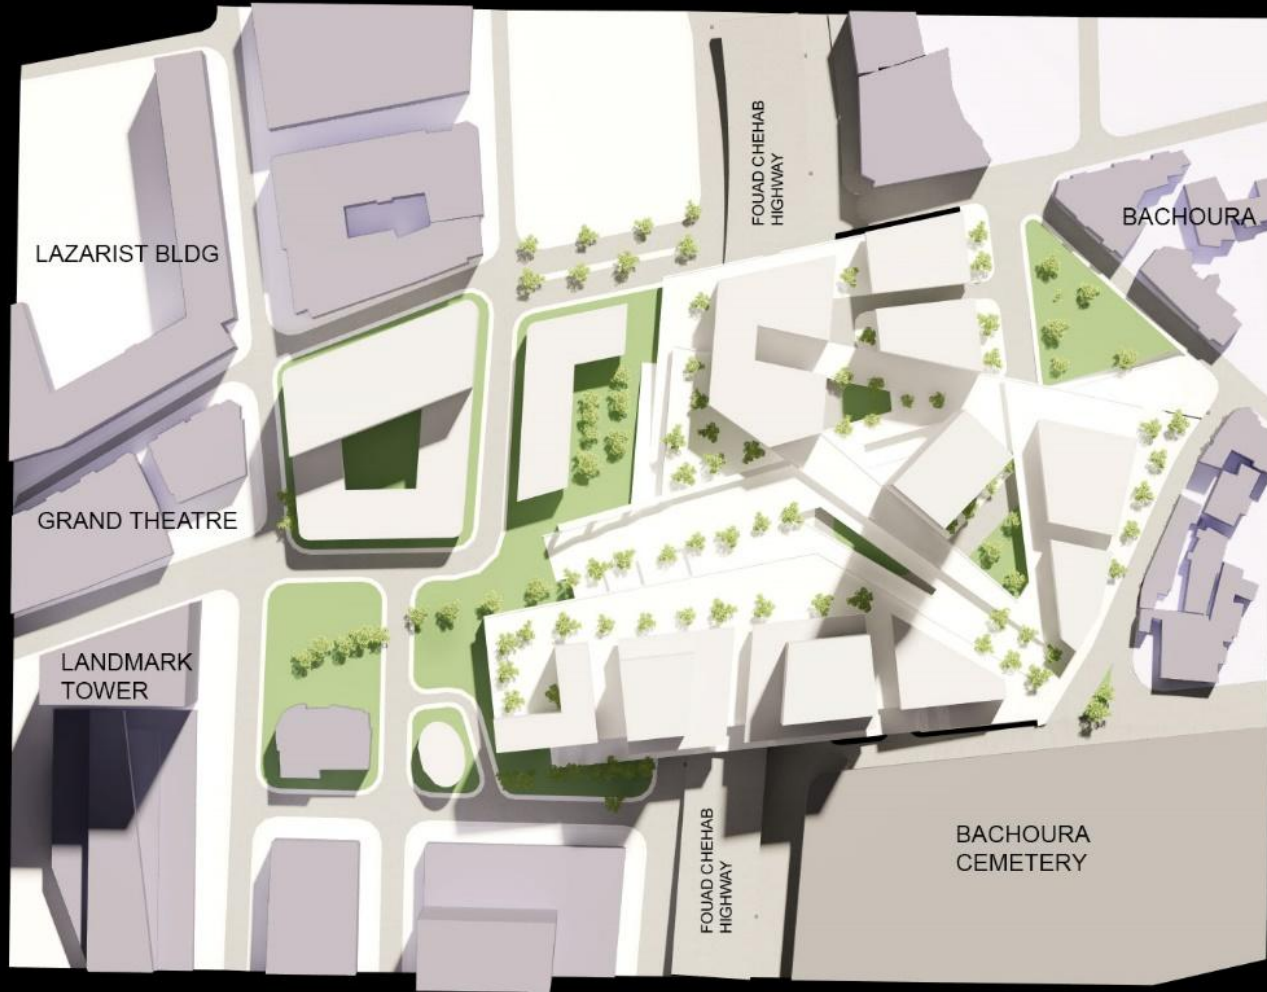 FOUAD CHEHAB
HIGHWAY
BACHOURA
LAZARIST BLDG
GRAND THEATRE
LANDMARK
TOWER
FOUAD CHEHAB
HIGHWAY
BACHOURA
CEMETERY